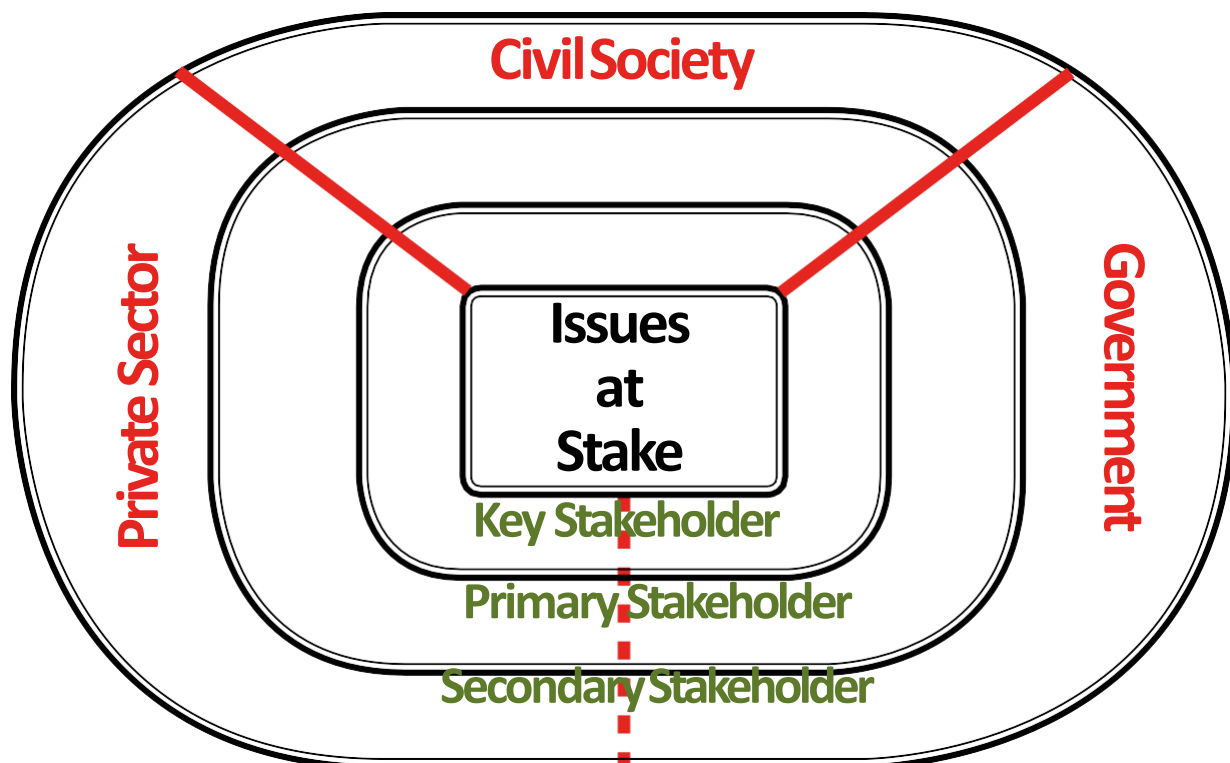 Civil Society
Private Sector
Government
Issues
at
Stake
Key Stakeholder
Primary Stakeholder
Secondary Stakeholder